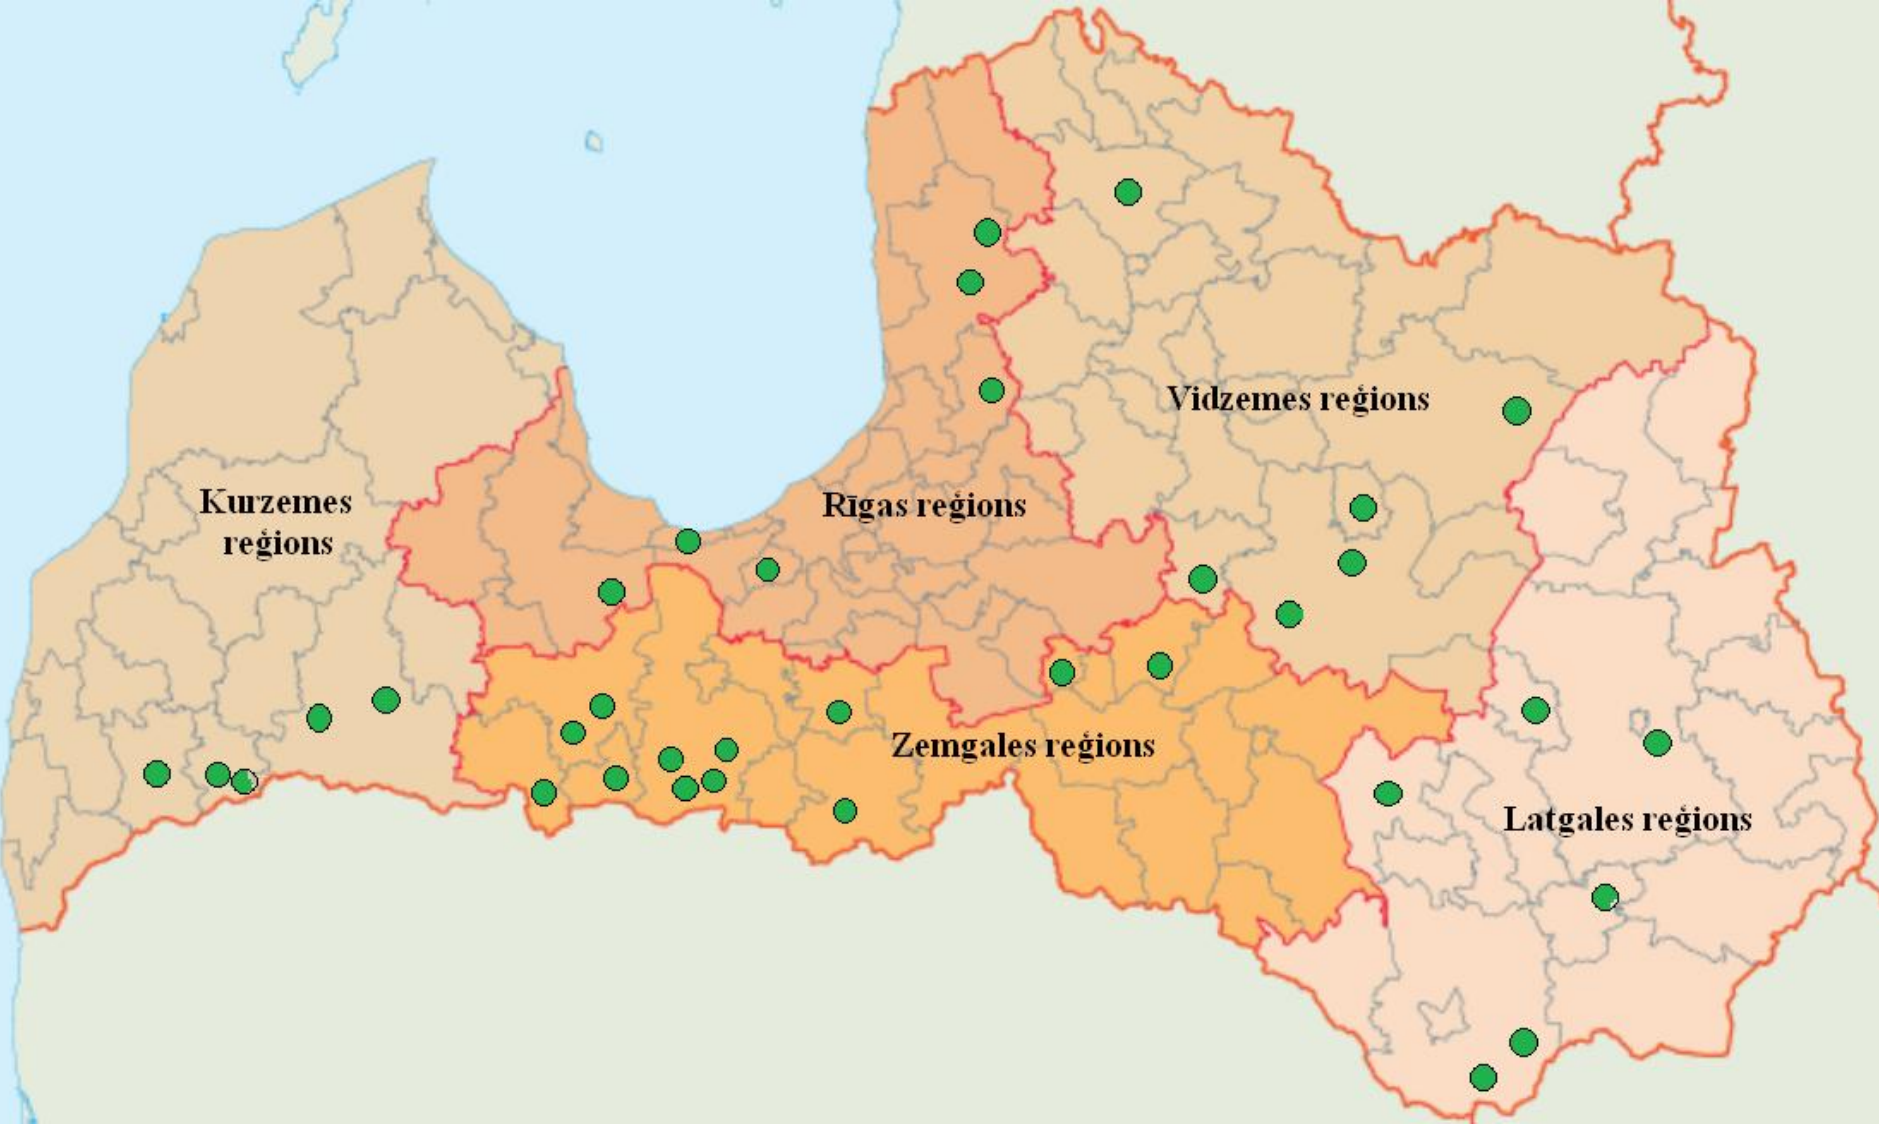 Vidzemes reģions
Kurzemes
reģions
Rīgas reģions
Zemgales reģions
Latgales reģions